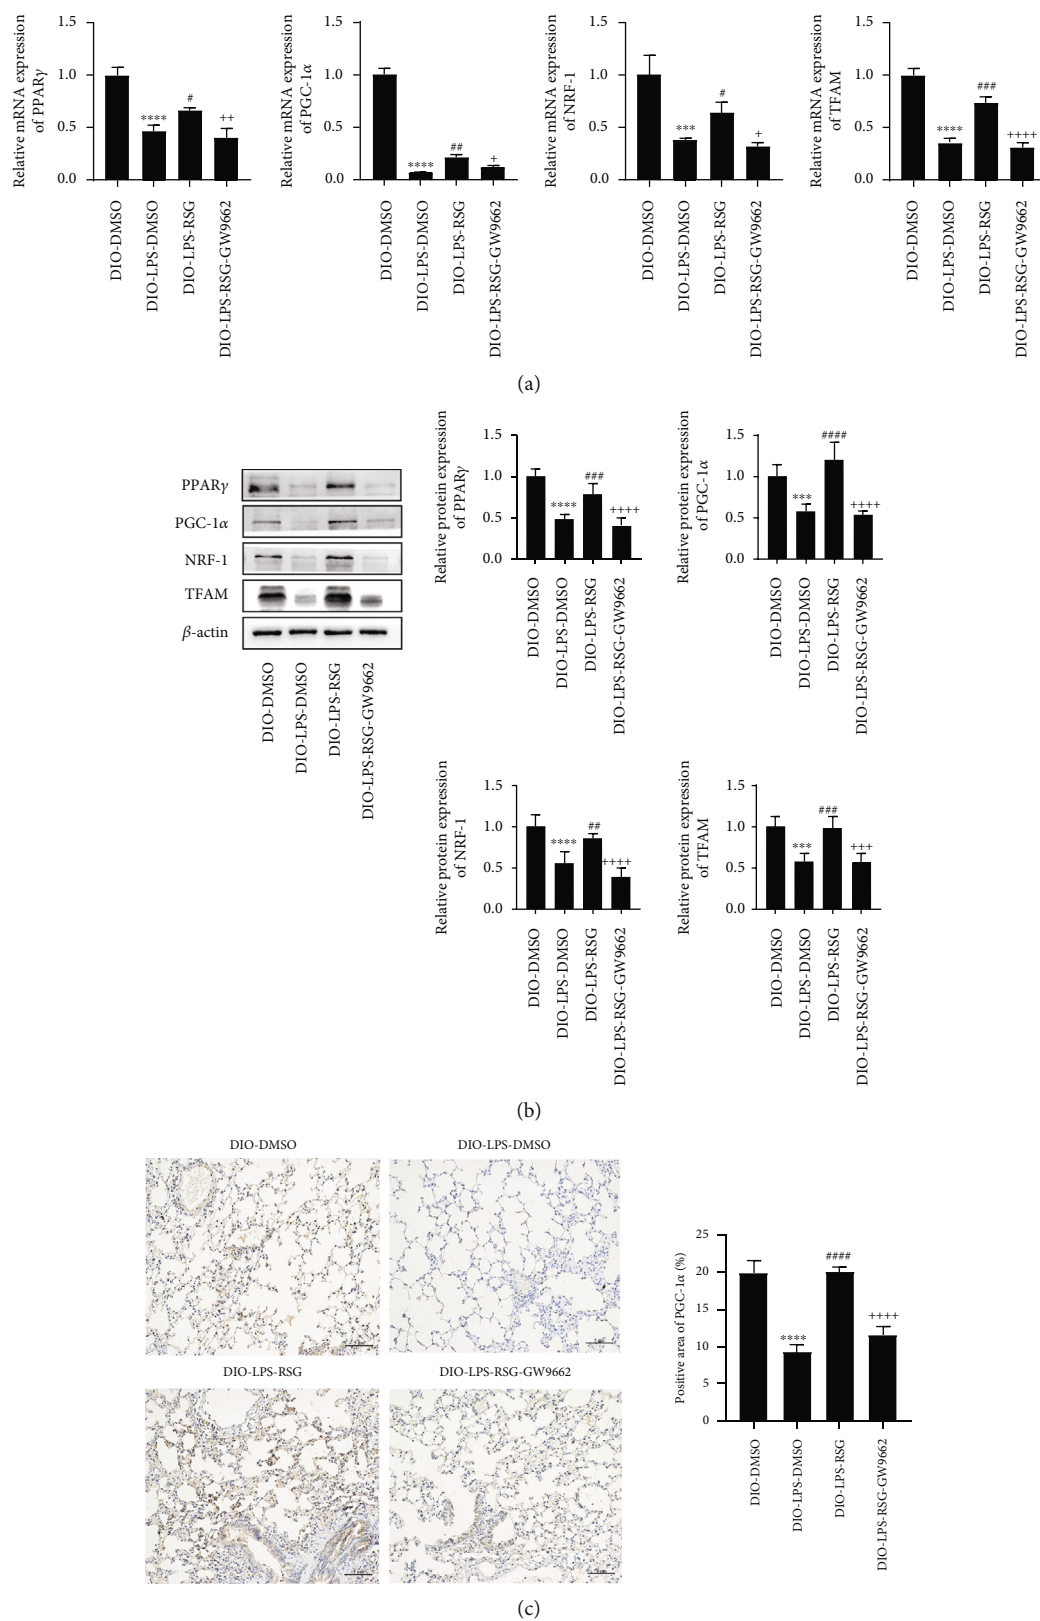 Relative mRNA expression
of PPARγ
1.5
1.0
0.5
0.0
****
#
++
DIO-DMSO
DIO-LPS-DMSO
DIO-LPS-RSG
DIO-LPS-RSG-GW9662
Relative mRNA expression
of PGC-1α
1.5
1.0
0.5
0.0
****
##
+
DIO-DMSO
DIO-LPS-DMSO
DIO-LPS-RSG
DIO-LPS-RSG-GW9662
Relative mRNA expression
of NRF-1
1.5
1.0
0.5
0.0
***
#
+
DIO-DMSO
DIO-LPS-DMSO
DIO-LPS-RSG
DIO-LPS-RSG-GW9662
Relative mRNA expression
of TFAM
1.5
1.0
0.5
0.0
****
###
++++
DIO-DMSO
DIO-LPS-DMSO
DIO-LPS-RSG
DIO-LPS-RSG-GW9662
(a)
PPARγ
PGC-1α
NRF-1
TFAM
β-actin
DIO-DMSO
DIO-LPS-DMSO
DIO-LPS-RSG
DIO-LPS-RSG-GW9662
Relative protein expression
of PPARγ
1.5
1.0
0.5
0.0
****
###
++++
DIO-DMSO
DIO-LPS-DMSO
DIO-LPS-RSG
DIO-LPS-RSG-GW9662
Relative protein expression
of PGC-1α
1.5
1.0
0.5
0.0
***
####
++++
DIO-DMSO
DIO-LPS-DMSO
DIO-LPS-RSG
DIO-LPS-RSG-GW9662
Relative protein expression
of NRF-1
1.5
1.0
0.5
0.0
****
##
++++
DIO-DMSO
DIO-LPS-DMSO
DIO-LPS-RSG
DIO-LPS-RSG-GW9662
Relative protein expression
of TFAM
1.5
1.0
0.5
0.0
***
###
+++
DIO-DMSO
DIO-LPS-DMSO
DIO-LPS-RSG
DIO-LPS-RSG-GW9662
(b)
DIO-DMSO
DIO-LPS-DMSO
DIO-LPS-RSG
DIO-LPS-RSG-GW9662
Positive area of PGC-1α (%)
25
20
15
10
5
0
****
####
++++
DIO-DMSO
DIO-LPS-DMSO
DIO-LPS-RSG
DIO-LPS-RSG-GW9662
(c)